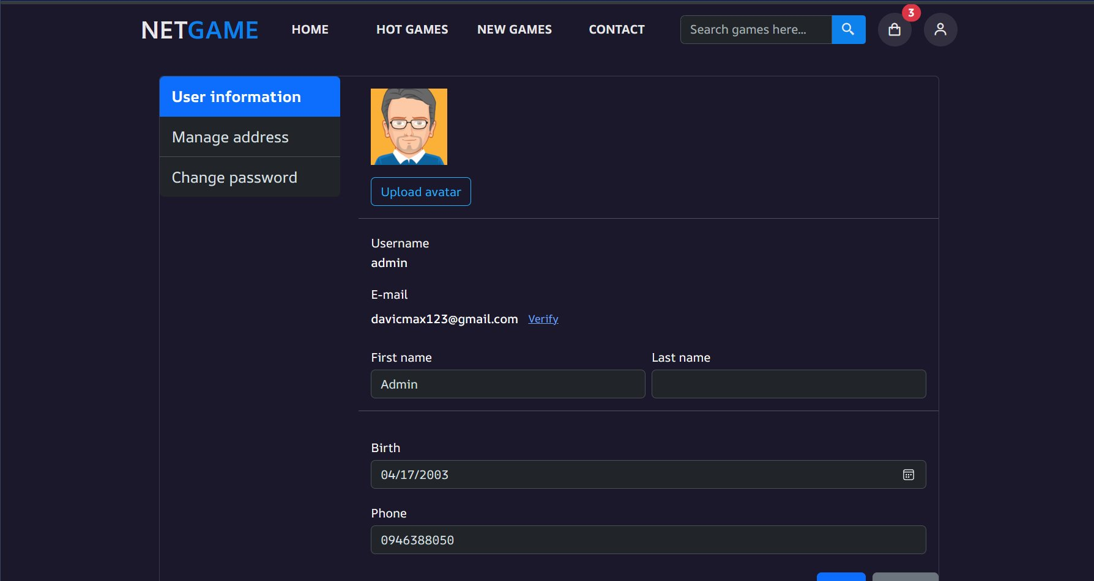 NETGAME HOME HOT GAMES NEW GAMES CONTACT Search games here... 3
User information
Manage address
Change password
Upload avatar
Username
admin
E-mail
davicmax123@gmail.com Verify
First name Last name
Admin
Birth
04/17/2003
Phone
0946388050